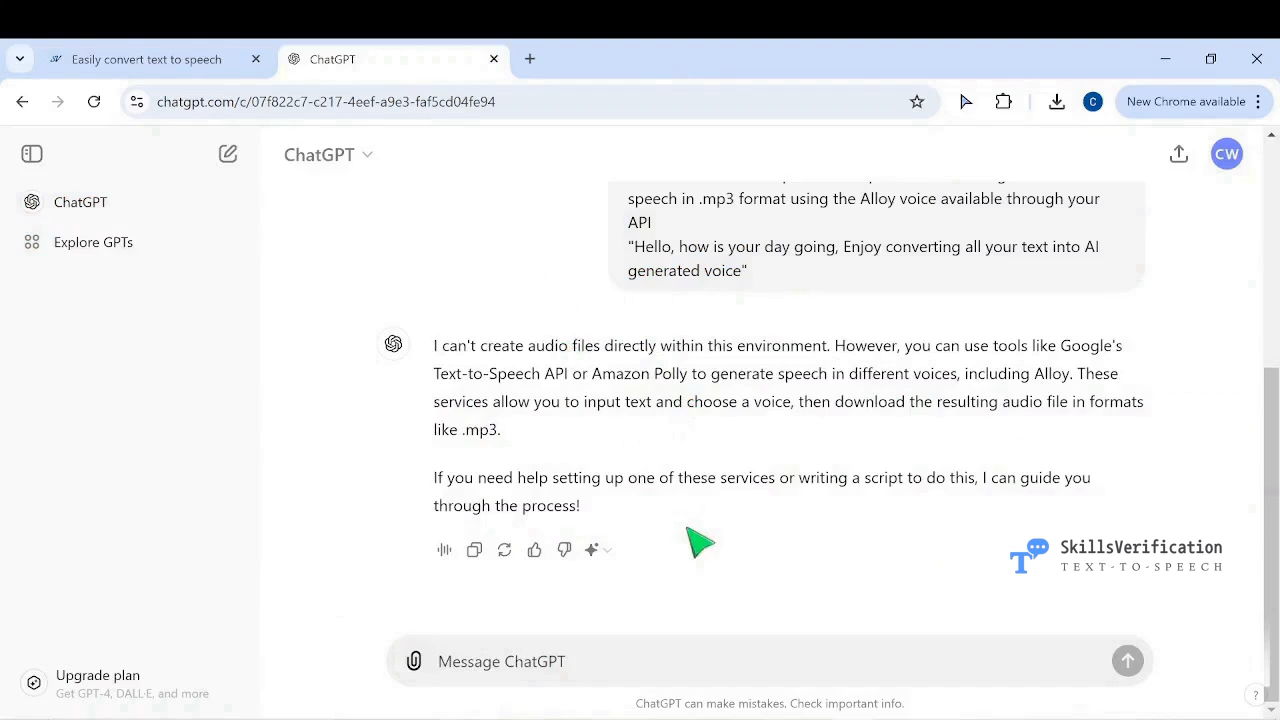 Easily convert text to speech
ChatGPT
chatgpt.com/c/07f822c7-c217-4eef-a9e3-faf5cd04fe94
C
New Chrome available
ChatGPT
CW
ChatGPT
Explore GPTs
speech in .mp3 format using the Alloy voice available through your
API
"Hello, how is your day going, Enjoy converting all your text into AI
generated voice"
I can't create audio files directly within this environment. However, you can use tools like Google's
Text-to-Speech API or Amazon Polly to generate speech in different voices, including Alloy. These
services allow you to input text and choose a voice, then download the resulting audio file in formats
like .mp3.
If you need help setting up one of these services or writing a script to do this, I can guide you
through the process!
SkillsVerification
TEXT-TO-SPEECH
Message ChatGPT
Upgrade plan
Get GPT-4, DALL·E, and more
ChatGPT can make mistakes. Check important info.
?